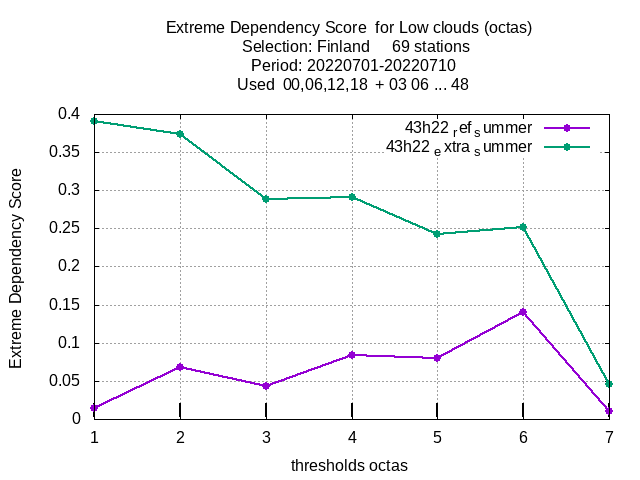 Extreme Dependency Score  for Low clouds (octas)
Selection: Finland     69 stations
Period: 20220701-20220710
Used  00,06,12,18  + 03 06 ... 48
43h22 ref summer
43h22 extra summer
0.4
0.35
0.3
0.25
0.2
0.15
0.1
0.05
0
Extreme Dependency Score
1 2 3 4 5 6 7
thresholds octas